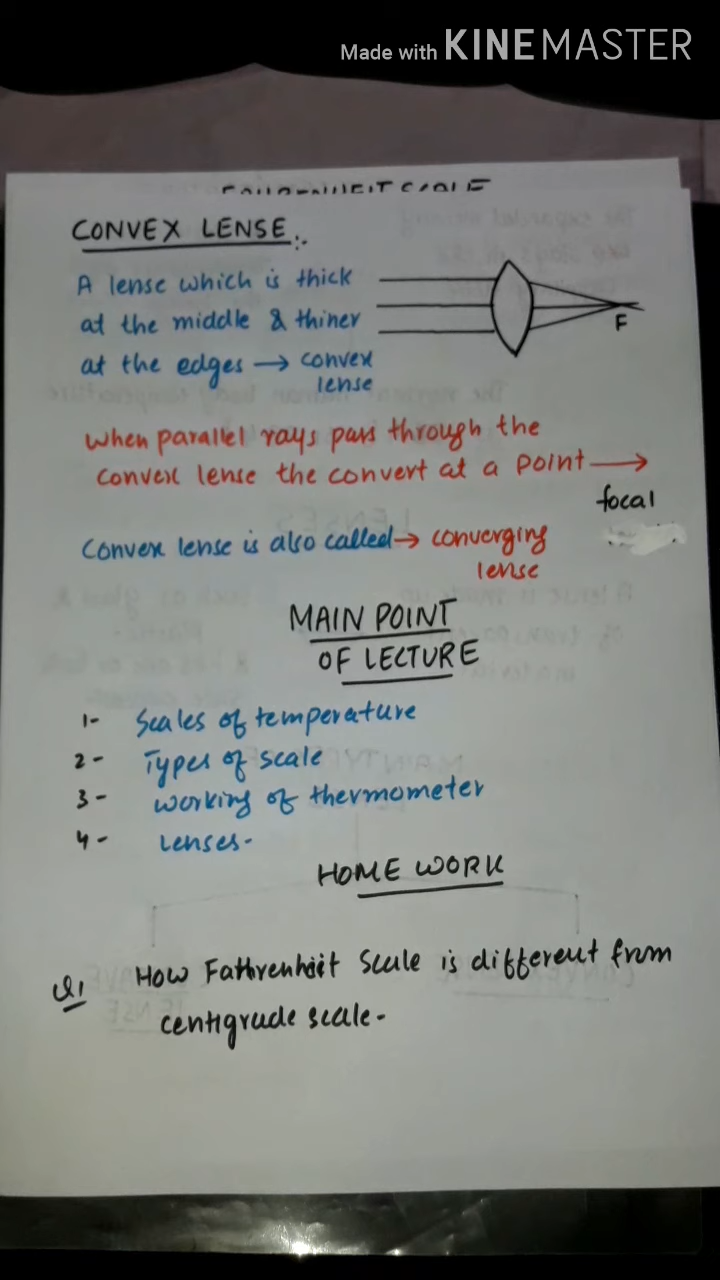 Made with KINEMASTER
CONVEX LENSE :.
A lense which is thick
at the middle & thiner
at the edges → convex
lense
F
When parallel rays pass through the
convex lense the convert at a point →
focal
Convex lense is also called → converging
lense
MAIN POINT
OF LECTURE
1- Scales of temperature
2- Types of scale
3- working of thermometer
4- Lenses.
HOME WORK
Q1 How Fathrenheit Scale is different from
centigrade scale.